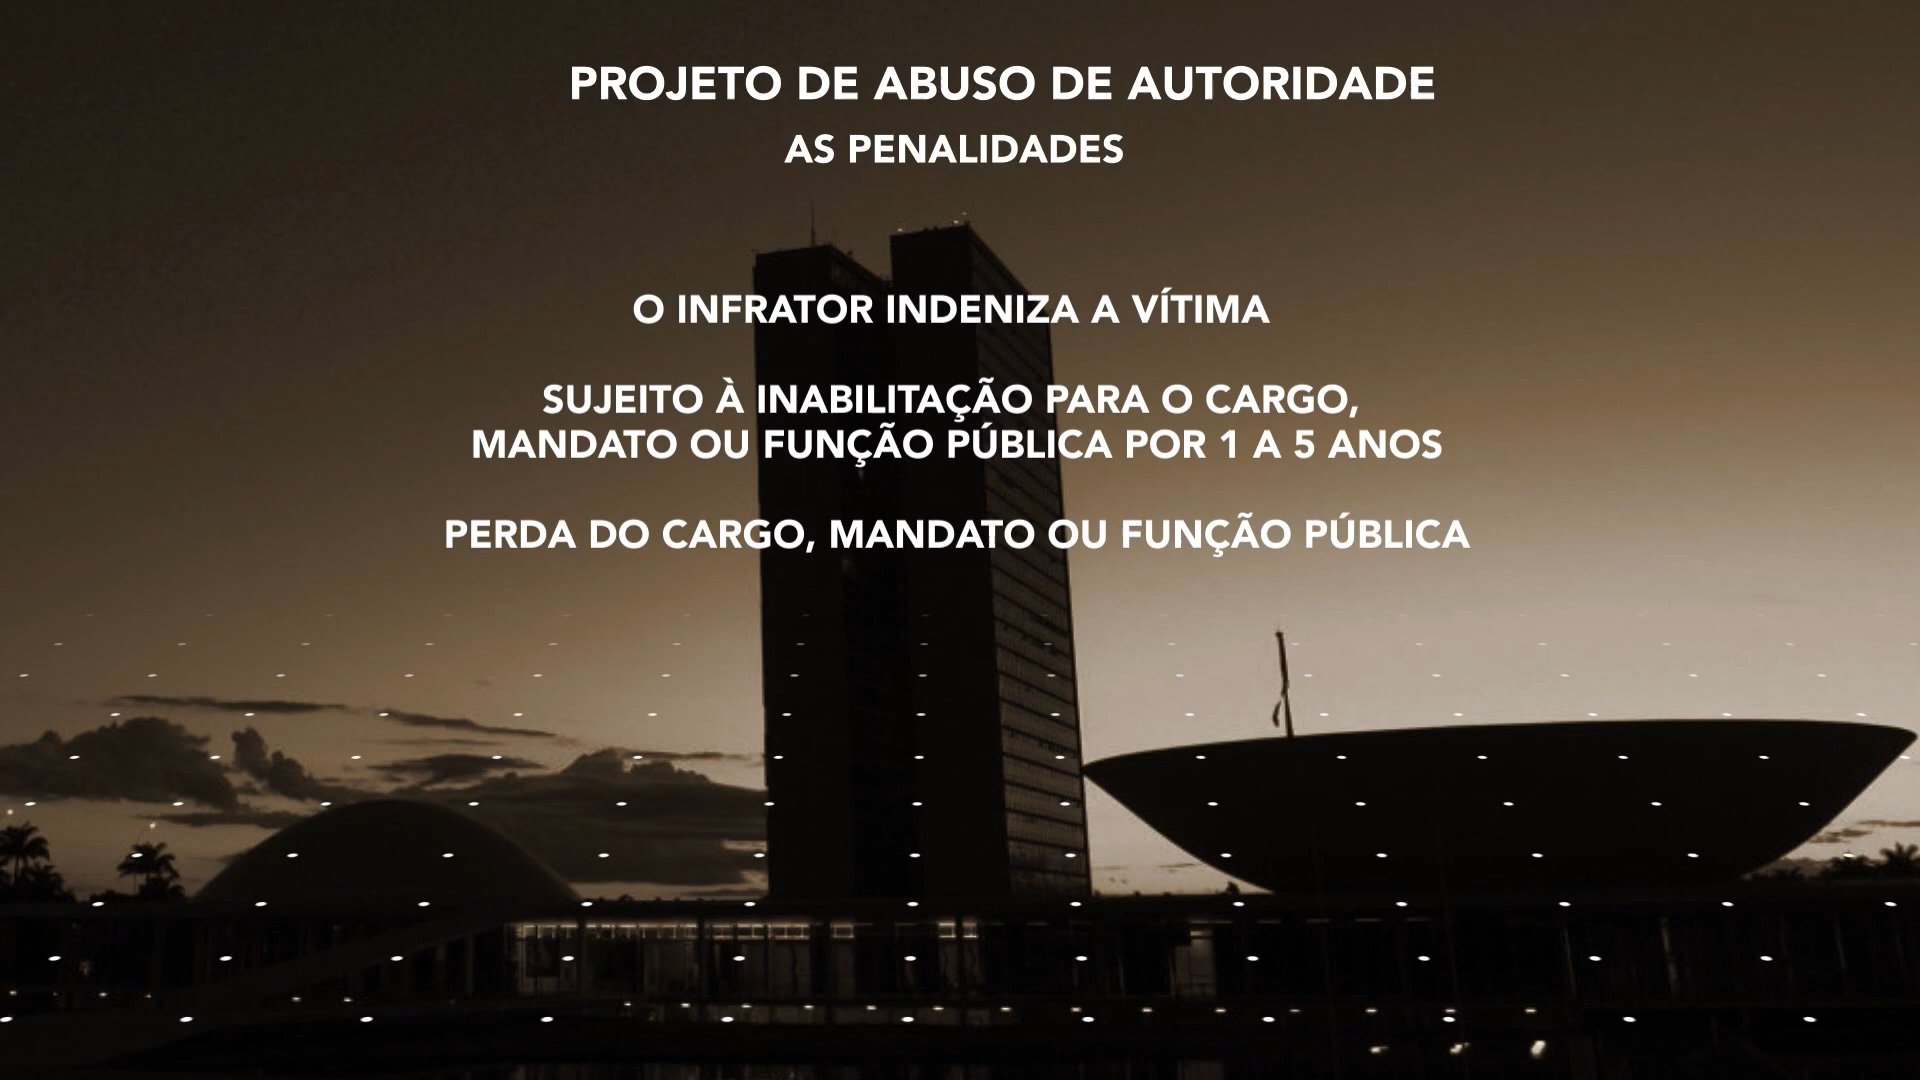 PROJETO DE ABUSO DE AUTORIDADE
AS PENALIDADES
O INFRATOR INDENIZA A VÍTIMA
SUJEITO À INABILITAÇÃO PARA O CARGO,
MANDATO OU FUNÇÃO PÚBLICA POR 1 A 5 ANOS
PERDA DO CARGO, MANDATO OU FUNÇÃO PÚBLICA